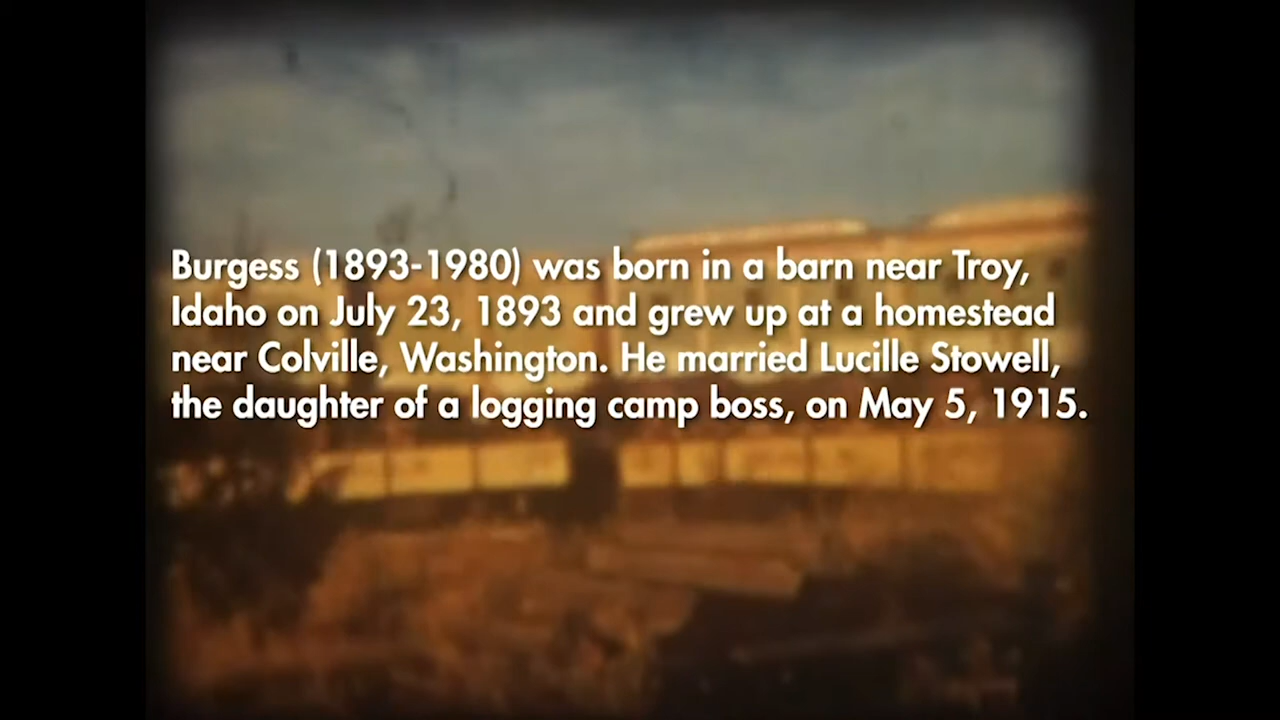 Burgess (1893-1980) was born in a barn near Troy,
Idaho on July 23, 1893 and grew up at a homestead
near Colville, Washington. He married Lucille Stowell,
the daughter of a logging camp boss, on May 5, 1915.